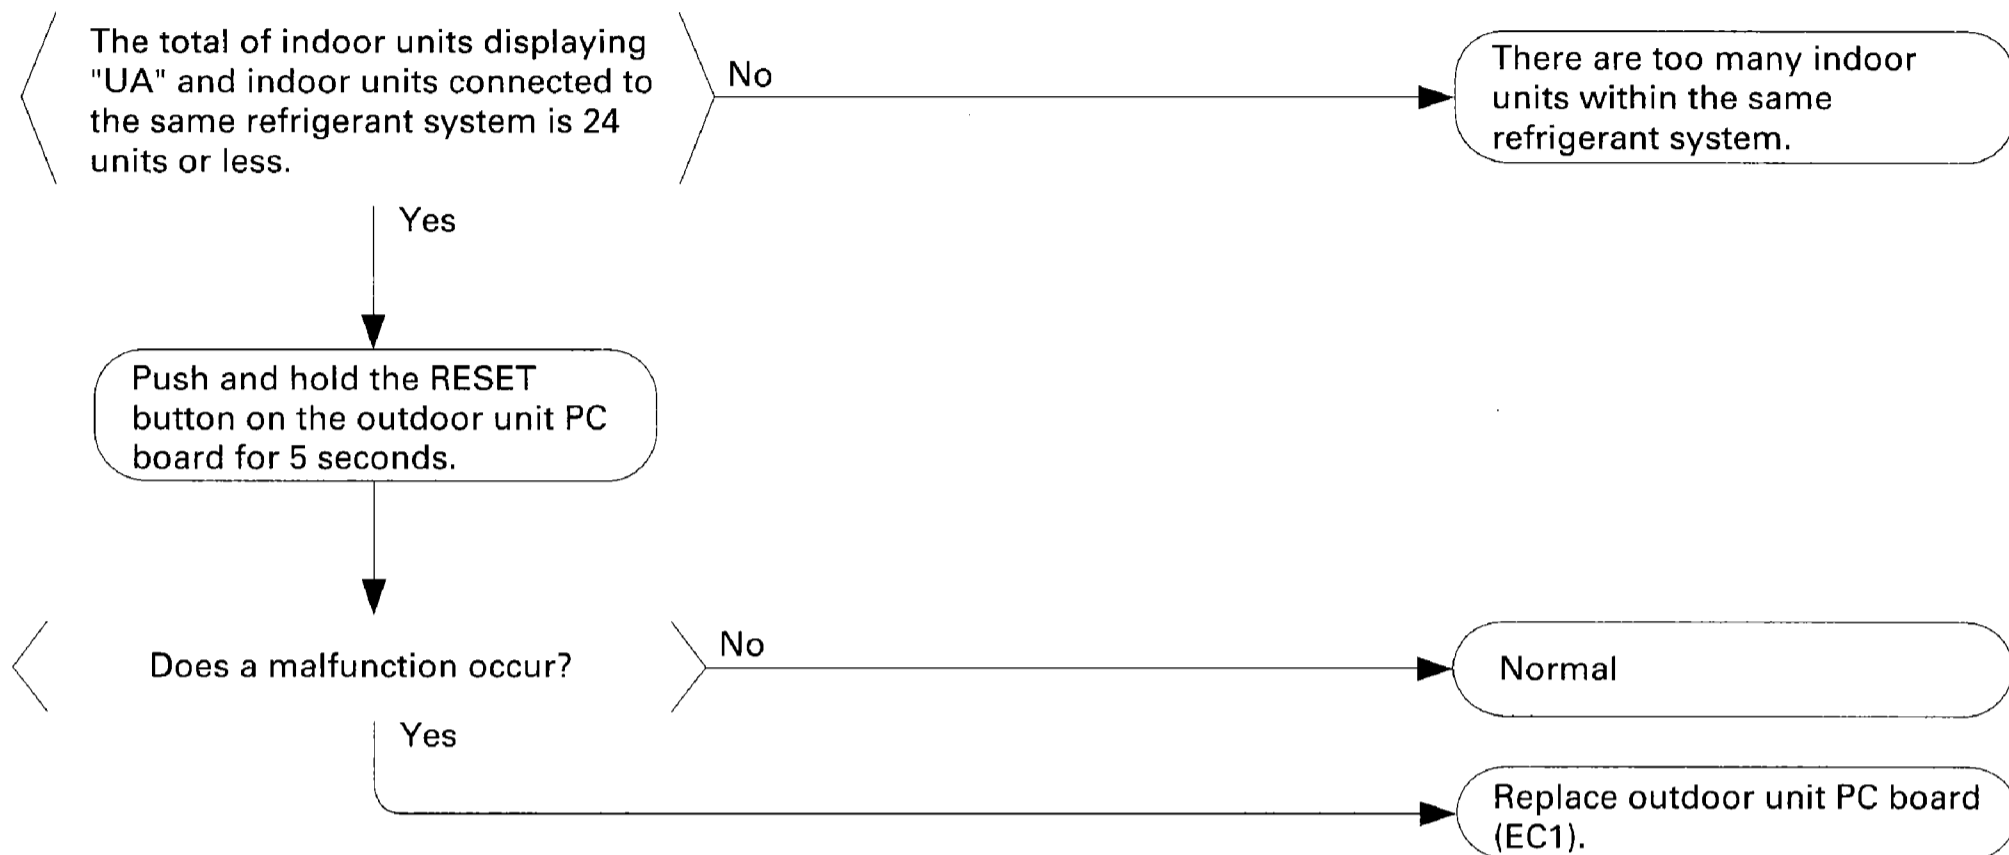 The total of indoor units displaying
"UA" and indoor units connected to
the same refrigerant system is 24
units or less.
No
There are too many indoor
units within the same
refrigerant system.
Yes
Push and hold the RESET
button on the outdoor unit PC
board for 5 seconds.
Does a malfunction occur?
No
Normal
Yes
Replace outdoor unit PC board
(EC1).